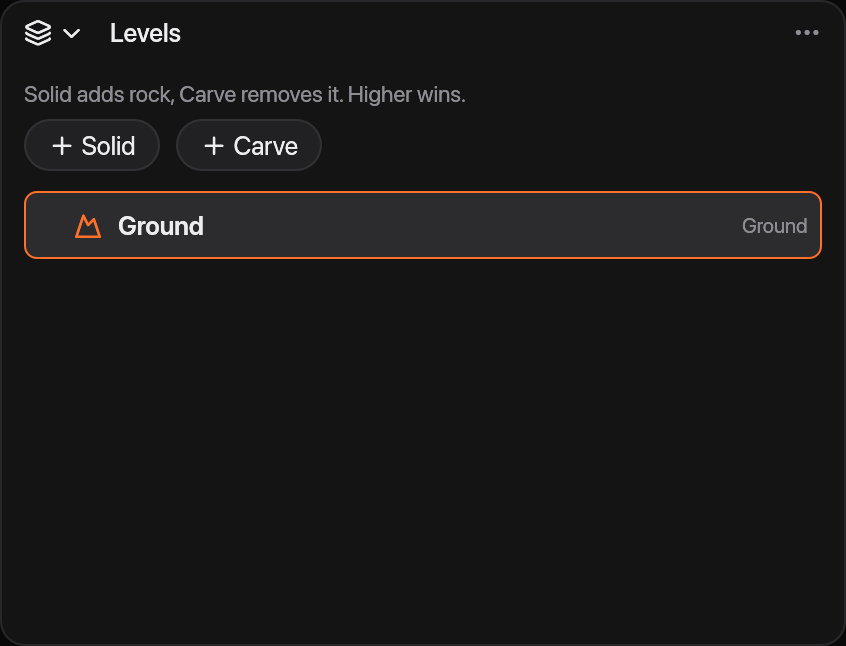 Levels
Solid adds rock, Carve removes it. Higher wins.
+ Solid + Carve
Ground Ground